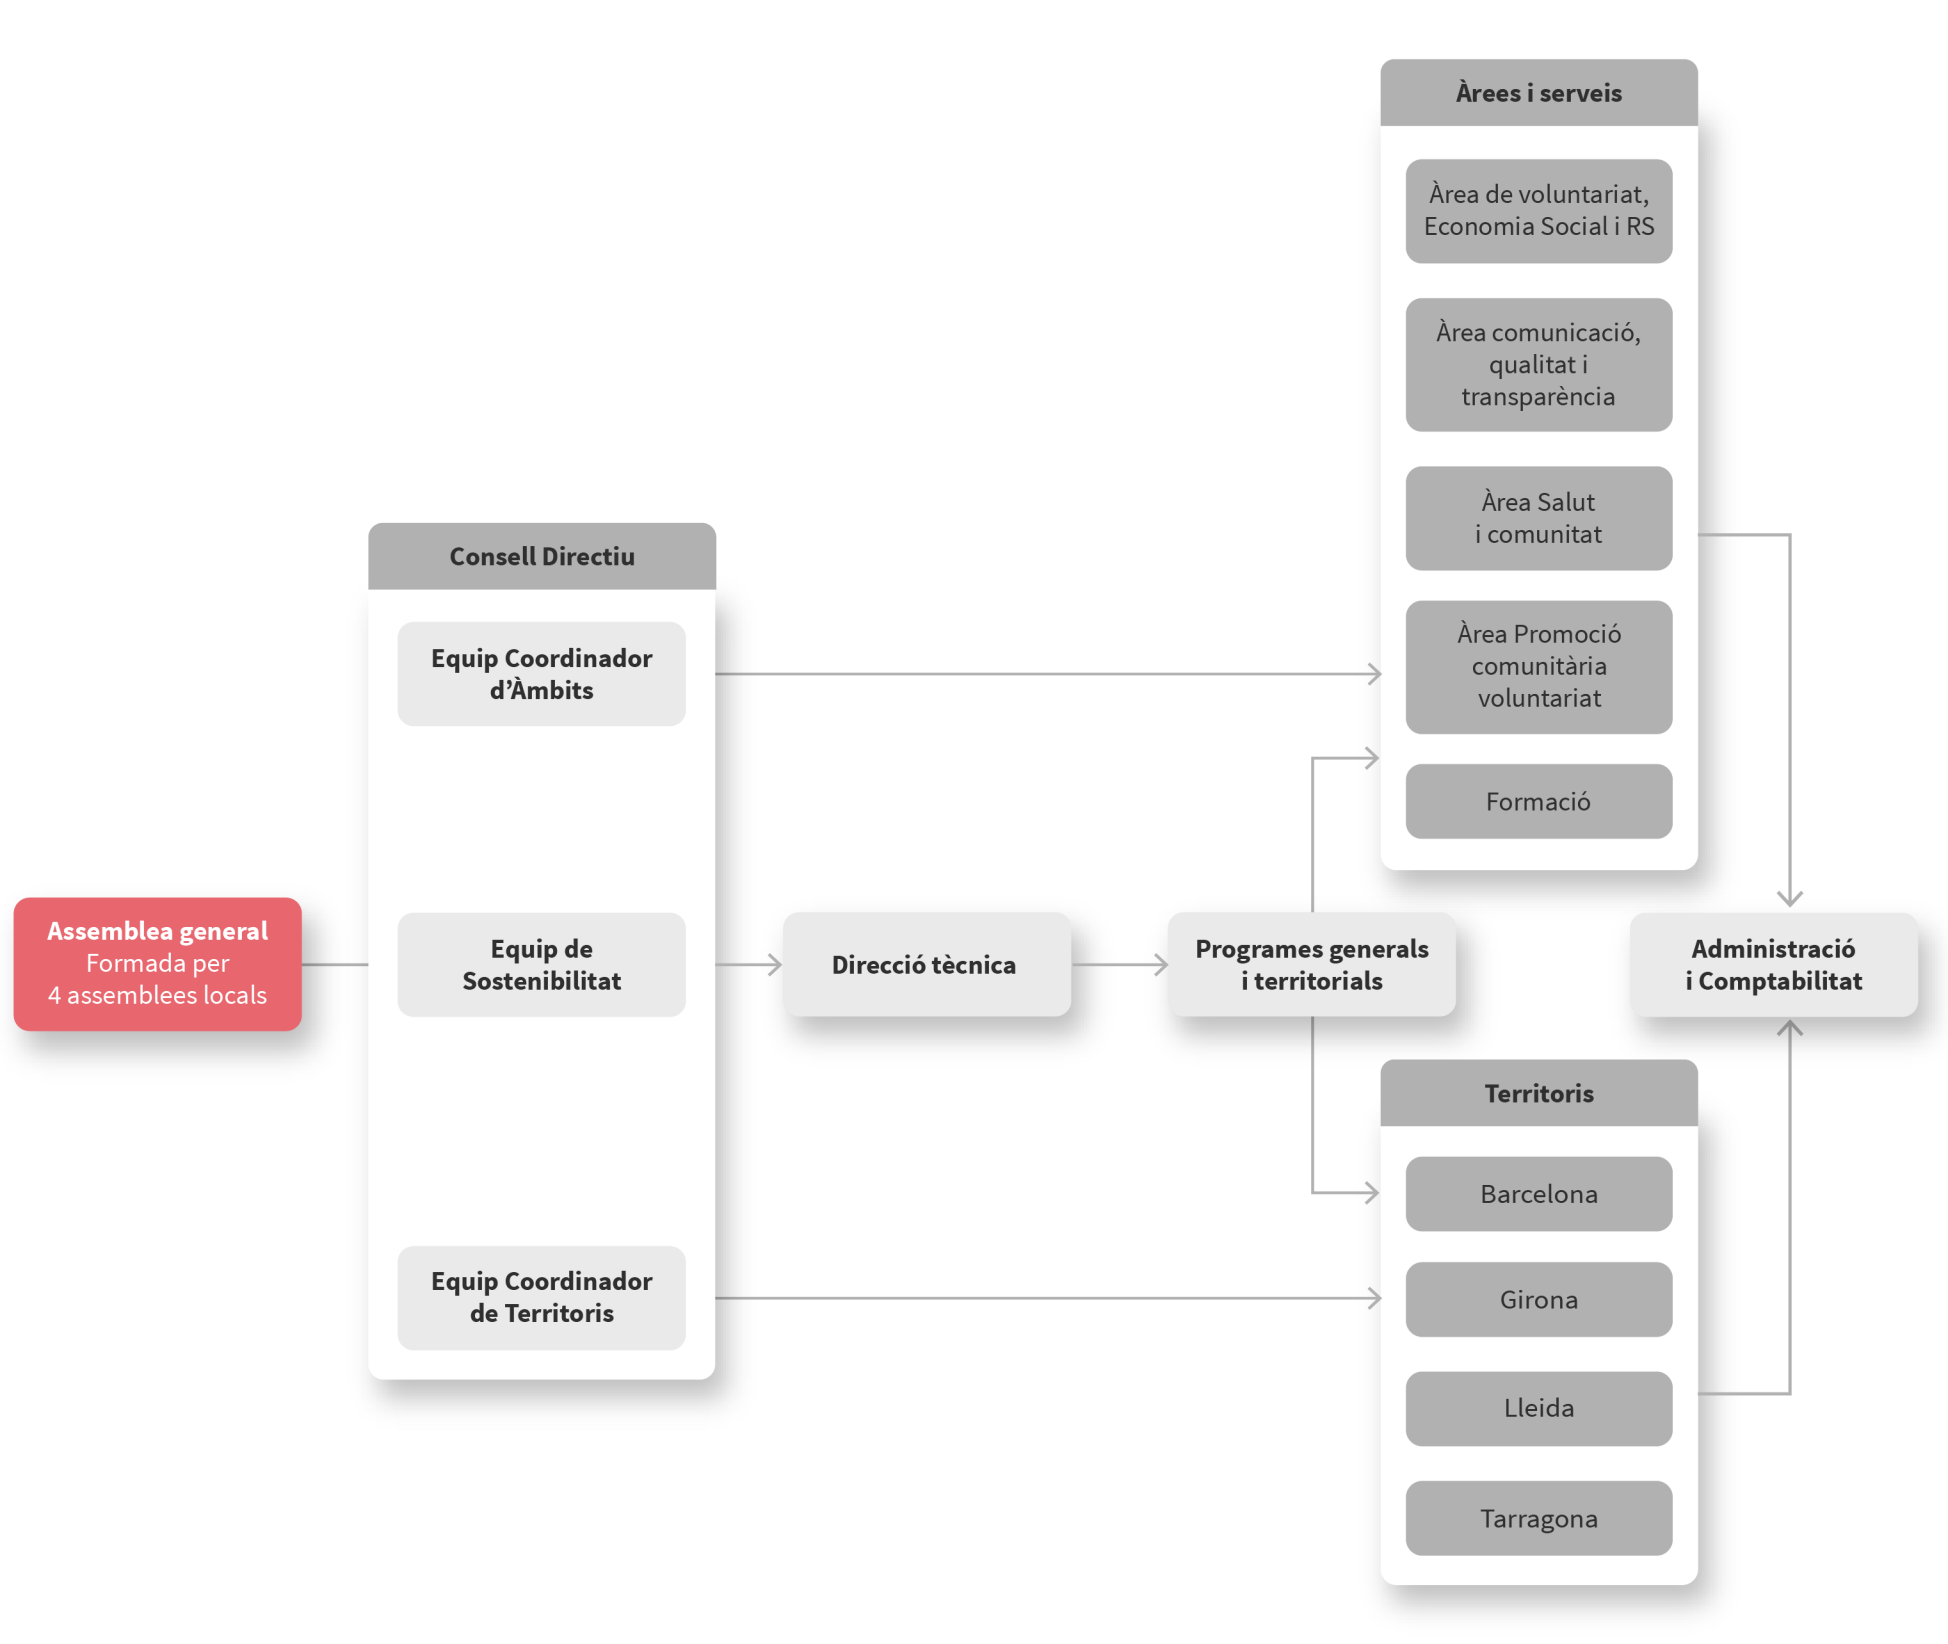 Assemblea general
Formada per
4 assemblees locals
Consell Directiu
Equip Coordinador
d’Àmbits
Equip de
Sostenibilitat
Equip Coordinador
de Territoris
Direcció tècnica
Programes generals
i territorials
Àrees i serveis
Àrea de voluntariat,
Economia Social i RS
Àrea comunicació,
qualitat i
transparència
Àrea Salut
i comunitat
Àrea Promoció
comunitària
voluntariat
Formació
Territoris
Barcelona
Girona
Lleida
Tarragona
Administració
i Comptabilitat